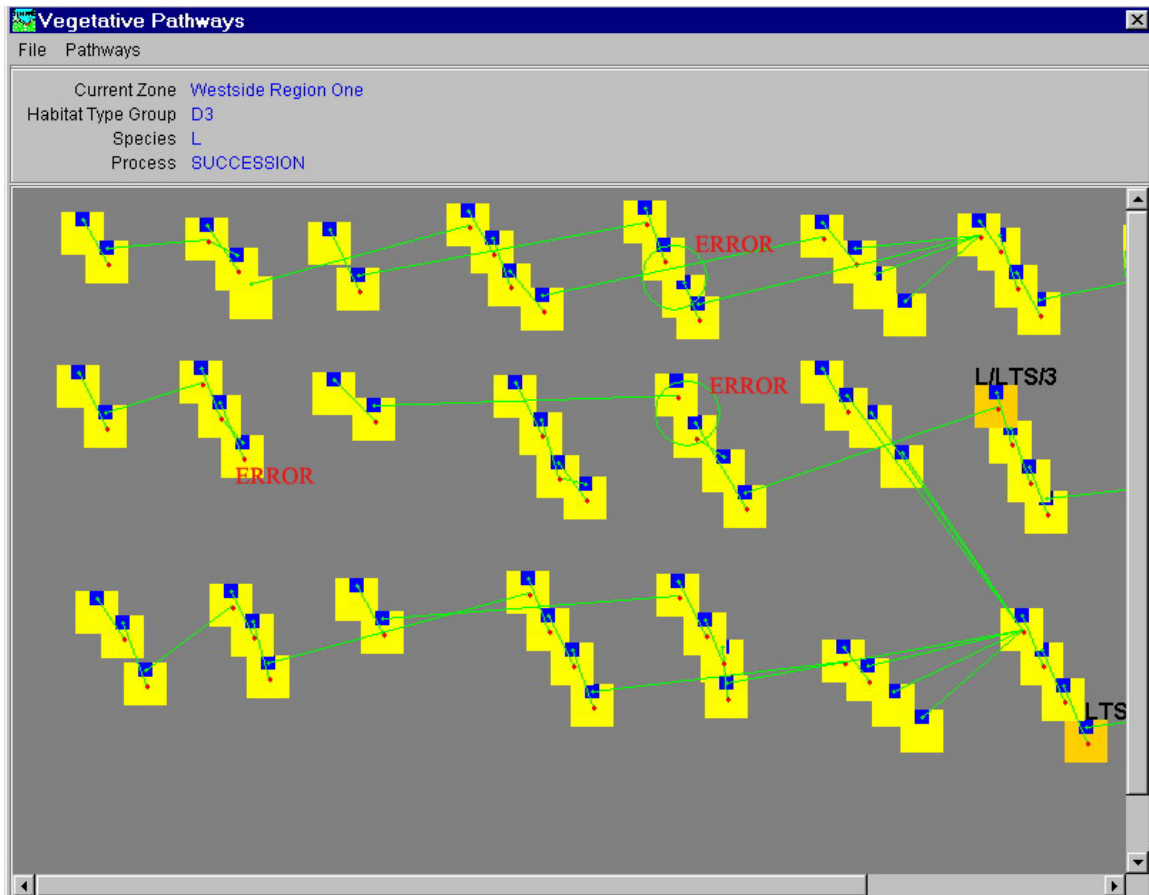 Vegetative Pathways
File Pathways
Current Zone Westside Region One
Habitat Type Group D3
Species L
Process SUCCESSION
ERROR
ERROR
L/LTS/3
ERROR
LTS